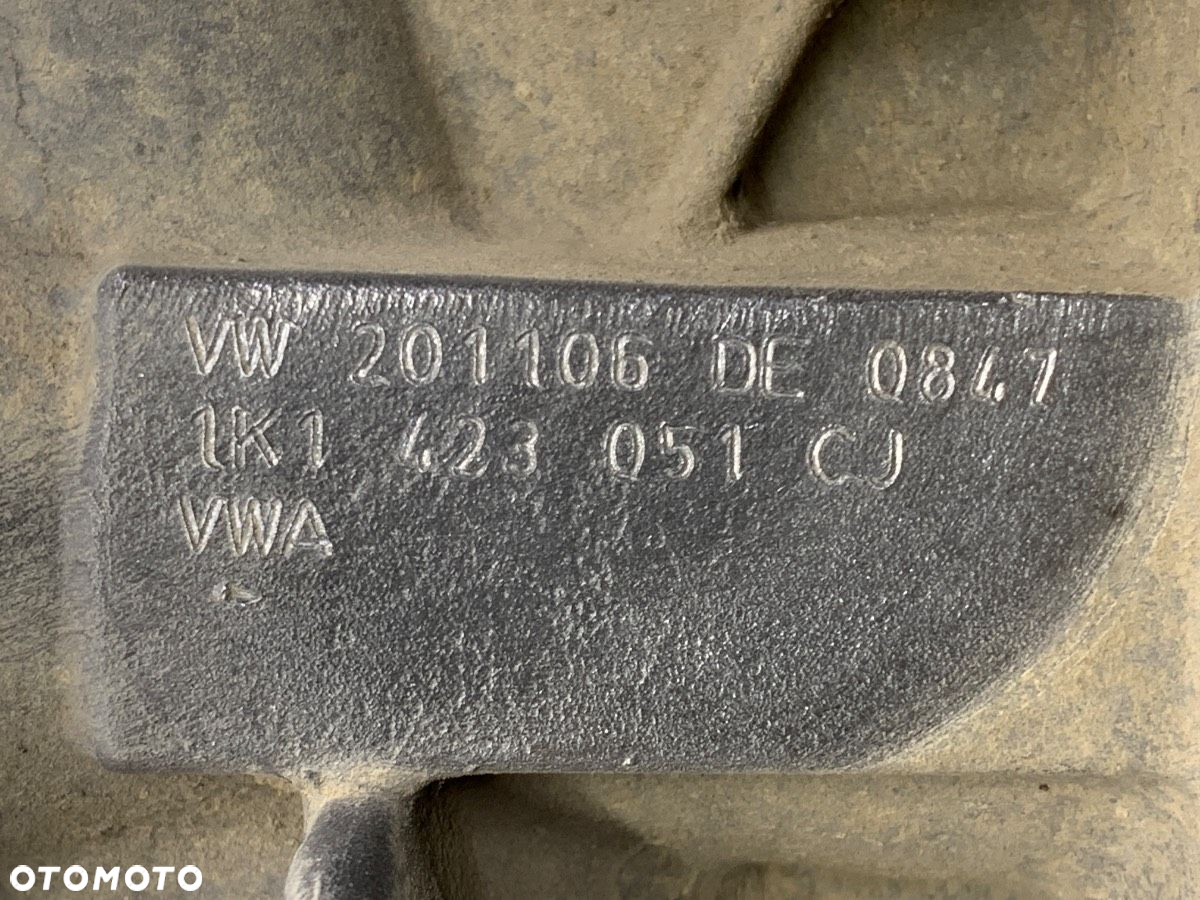 VW 201106 DE 0847
1K1 423 051 CJ
VWA
OTOMOTO